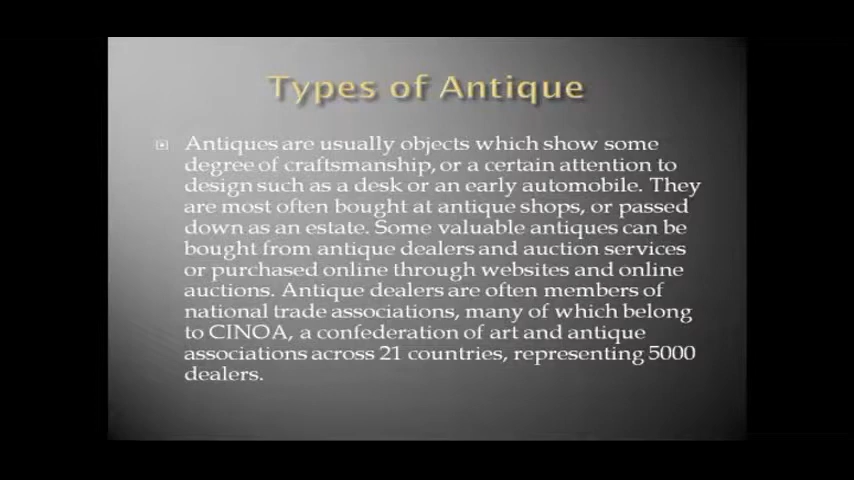 Types of Antique
Antiques are usually objects which show some
degree of craftsmanship, or a certain attention to
design such as a desk or an early automobile. They
are most often bought at antique shops, or passed
down as an estate. Some valuable antiques can be
bought from antique dealers and auction services
or purchased online through websites and online
auctions. Antique dealers are often members of
national trade associations, many of which belong
to CINOA, a confederation of art and antique
associations across 21 countries, representing 5000
dealers.